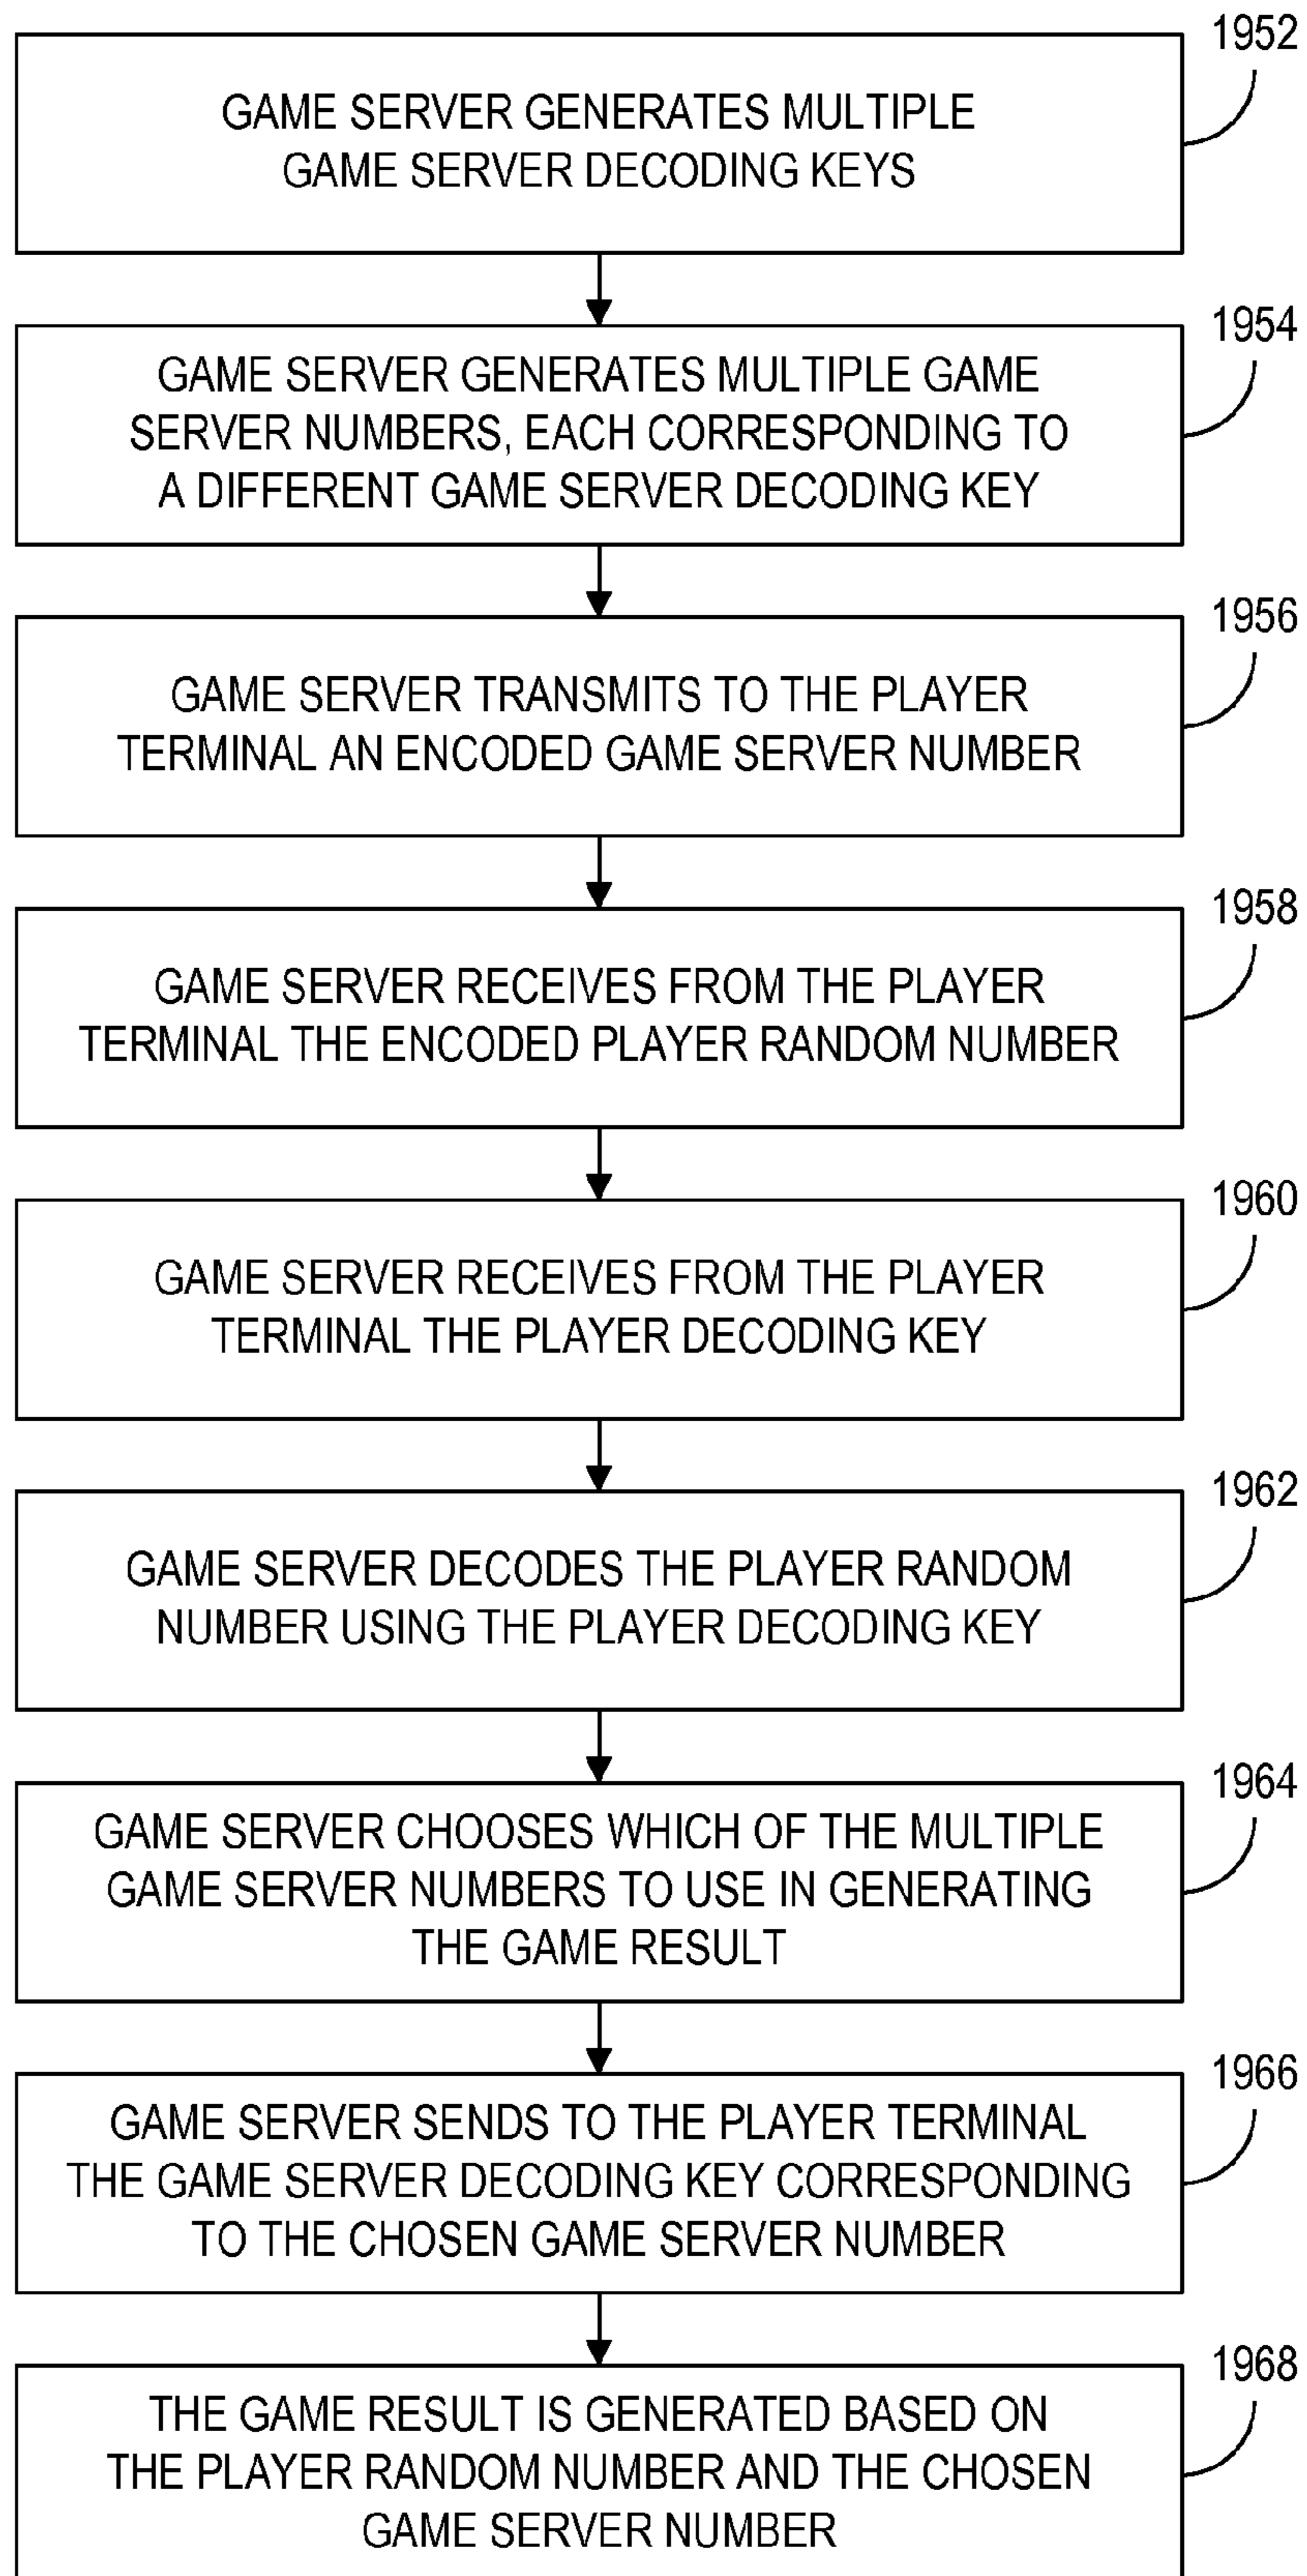 1952
GAME SERVER GENERATES MULTIPLE
GAME SERVER DECODING KEYS
1954
GAME SERVER GENERATES MULTIPLE GAME
SERVER NUMBERS, EACH CORRESPONDING TO
A DIFFERENT GAME SERVER DECODING KEY
1956
GAME SERVER TRANSMITS TO THE PLAYER
TERMINAL AN ENCODED GAME SERVER NUMBER
1958
GAME SERVER RECEIVES FROM THE PLAYER
TERMINAL THE ENCODED PLAYER RANDOM NUMBER
1960
GAME SERVER RECEIVES FROM THE PLAYER
TERMINAL THE PLAYER DECODING KEY
1962
GAME SERVER DECODES THE PLAYER RANDOM
NUMBER USING THE PLAYER DECODING KEY
1964
GAME SERVER CHOOSES WHICH OF THE MULTIPLE
GAME SERVER NUMBERS TO USE IN GENERATING
THE GAME RESULT
1966
GAME SERVER SENDS TO THE PLAYER TERMINAL
THE GAME SERVER DECODING KEY CORRESPONDING
TO THE CHOSEN GAME SERVER NUMBER
1968
THE GAME RESULT IS GENERATED BASED ON
THE PLAYER RANDOM NUMBER AND THE CHOSEN
GAME SERVER NUMBER